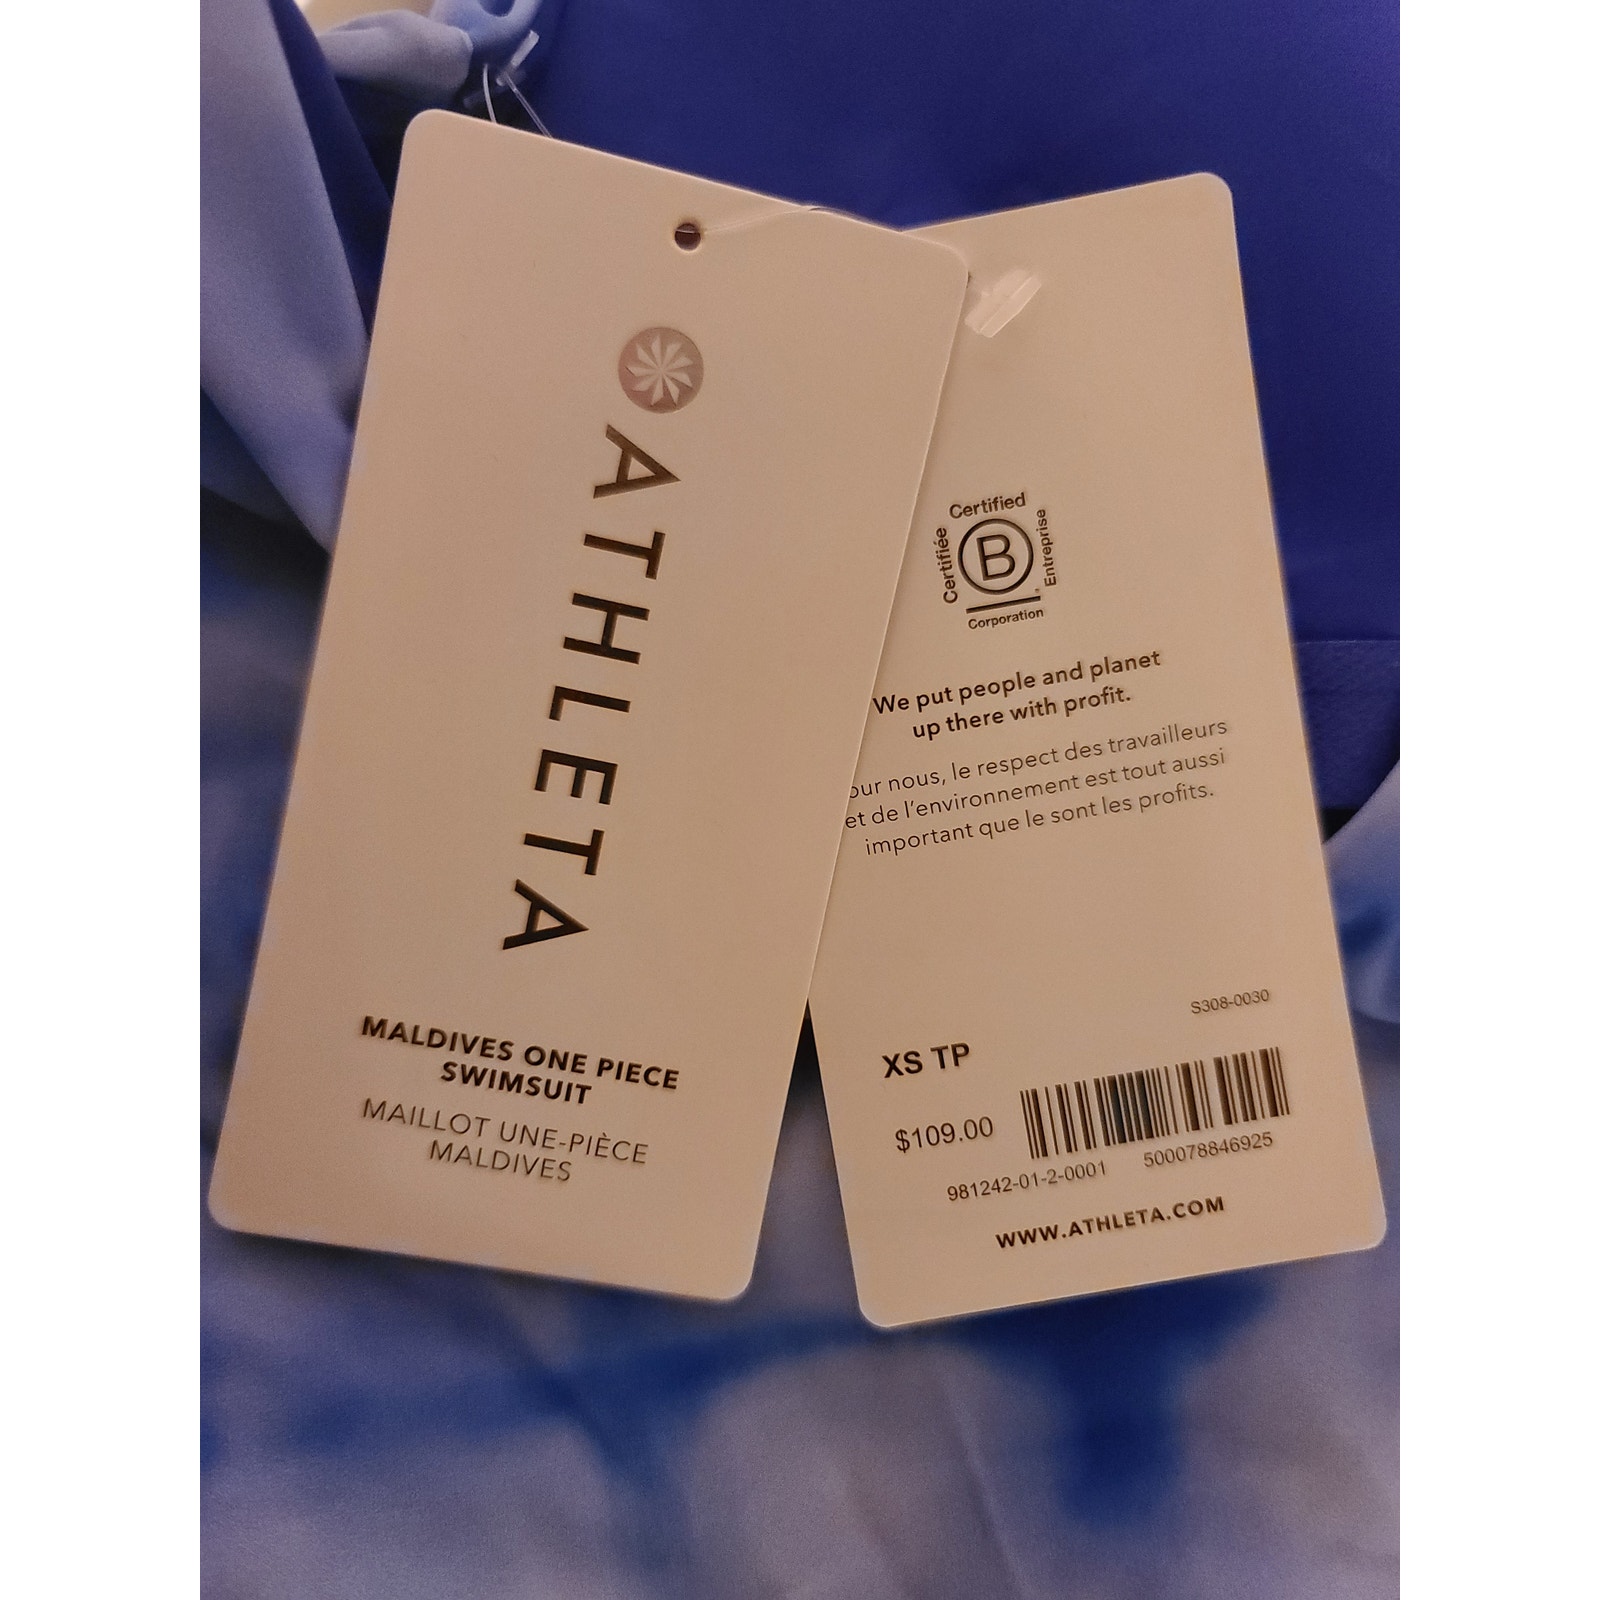 ATHLETA
MALDIVES ONE PIECE
SWIMSUIT
MAILLOT UNE-PIÈCE
MALDIVES
Certified
Certifiée
B
Entreprise
Corporation
We put people and planet
up there with profit.
our nous, le respect des travailleurs
et de l'environnement est tout aussi
important que le sont les profits.
S308-0030
XS TP
$109.00
981242-01-2-0001 500078846925
WWW.ATHLETA.COM